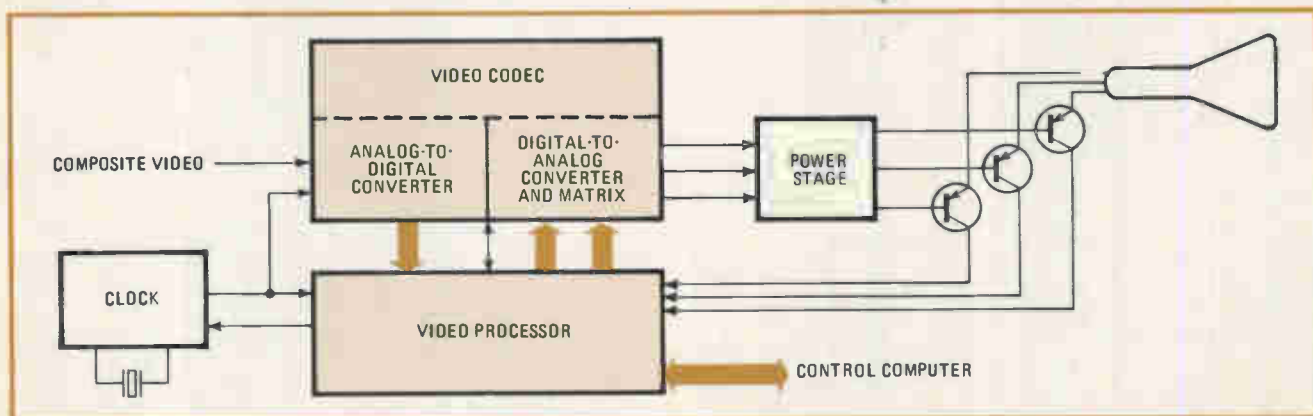 VIDEO CODEC
COMPOSITE VIDEO
ANALOG-TO-
DIGITAL
CONVERTER
DIGITAL-TO-
ANALOG
CONVERTER
AND MATRIX
POWER
STAGE
CLOCK
VIDEO PROCESSOR
CONTROL COMPUTER